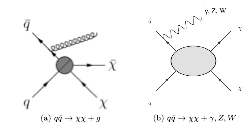 q̄
χ̄
q
χ
γ, Z, W
(a) qq̄ → χχ + g
(b) qq̄ → χχ + γ, Z, W